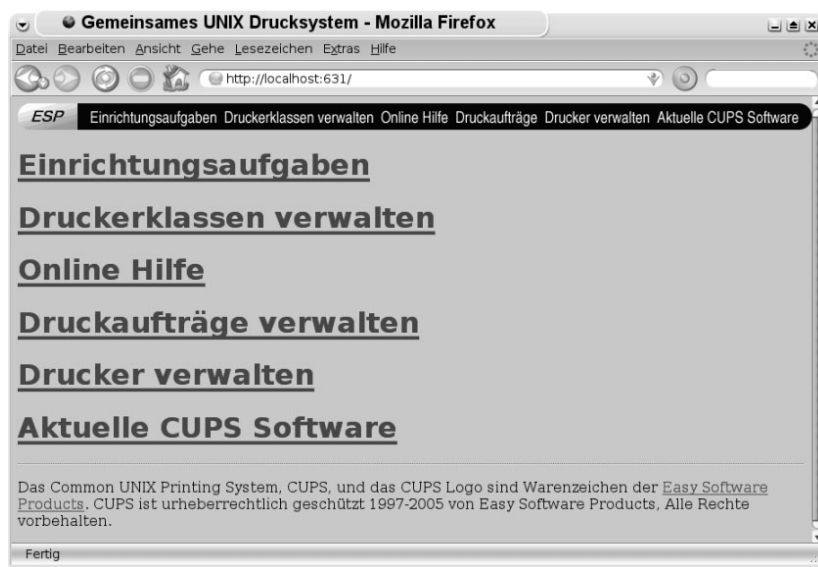 Gemeinsames UNIX Drucksystem - Mozilla Firefox
Datei Bearbeiten Ansicht Gehe Lesezeichen Extras Hilfe
http://localhost:631/
ESP Einrichtungsaufgaben Druckerklassen verwalten Online Hilfe Druckaufträge Drucker verwalten Aktuelle CUPS Software
Einrichtungsaufgaben
Druckerklassen verwalten
Online Hilfe
Druckaufträge verwalten
Drucker verwalten
Aktuelle CUPS Software
Das Common UNIX Printing System, CUPS, und das CUPS Logo sind Warenzeichen der Easy Software
Products. CUPS ist urheberrechtlich geschützt 1997-2005 von Easy Software Products, Alle Rechte
vorbehalten.
Fertig